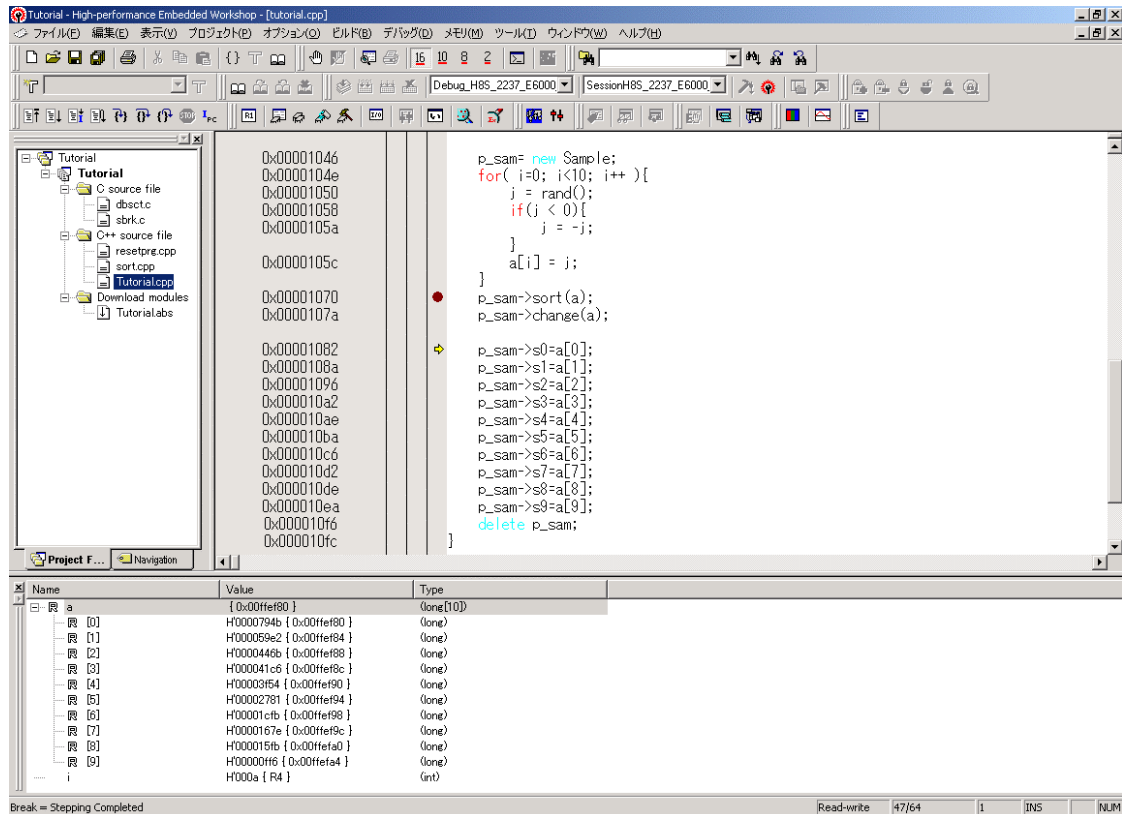 Tutorial - High-performance Embedded Workshop - [tutorial.cpp]
ファイル(F) 編集(E) 表示(V) プロジェクト(P) オプション(O) ビルド(B) デバッグ(D) メモリ(M) ツール(T) ウィンドウ(W) ヘルプ(H)
16 10 8 2
Debug_H8S_2237_E6000 SessionH8S_2237_E6000
Tutorial
Tutorial
C source file
dbsct.c
sbrk.c
C++ source file
resetprg.cpp
sort.cpp
Tutorial.cpp
Download modules
Tutorial.abs
Project F... Navigation
0x00001046 p_sam= new Sample;
0x0000104e for( i=0; i<10; i++ ){
0x00001050 j = rand();
0x00001058 if(j < 0){
0x0000105a j = -j;
}
0x0000105c a[i] = j;
}
0x00001070 p_sam->sort(a);
0x0000107a p_sam->change(a);
0x00001082 p_sam->s0=a[0];
0x0000108a p_sam->s1=a[1];
0x00001096 p_sam->s2=a[2];
0x000010a2 p_sam->s3=a[3];
0x000010ae p_sam->s4=a[4];
0x000010ba p_sam->s5=a[5];
0x000010c6 p_sam->s6=a[6];
0x000010d2 p_sam->s7=a[7];
0x000010de p_sam->s8=a[8];
0x000010ea p_sam->s9=a[9];
0x000010f6 delete p_sam;
0x000010fc }
Name Value Type
R a { 0x00ffef80 } (long[10])
R [0] H'0000794b { 0x00ffef80 } (long)
R [1] H'000059e2 { 0x00ffef84 } (long)
R [2] H'0000446b { 0x00ffef88 } (long)
R [3] H'000041c6 { 0x00ffef8c } (long)
R [4] H'00003f54 { 0x00ffef90 } (long)
R [5] H'00002781 { 0x00ffef94 } (long)
R [6] H'00001cfb { 0x00ffef98 } (long)
R [7] H'0000167e { 0x00ffef9c } (long)
R [8] H'000015fb { 0x00ffefa0 } (long)
R [9] H'00000ff6 { 0x00ffefa4 } (long)
i H'000a { R4 } (int)
Break = Stepping Completed Read-write 47/64 1 INS NUM